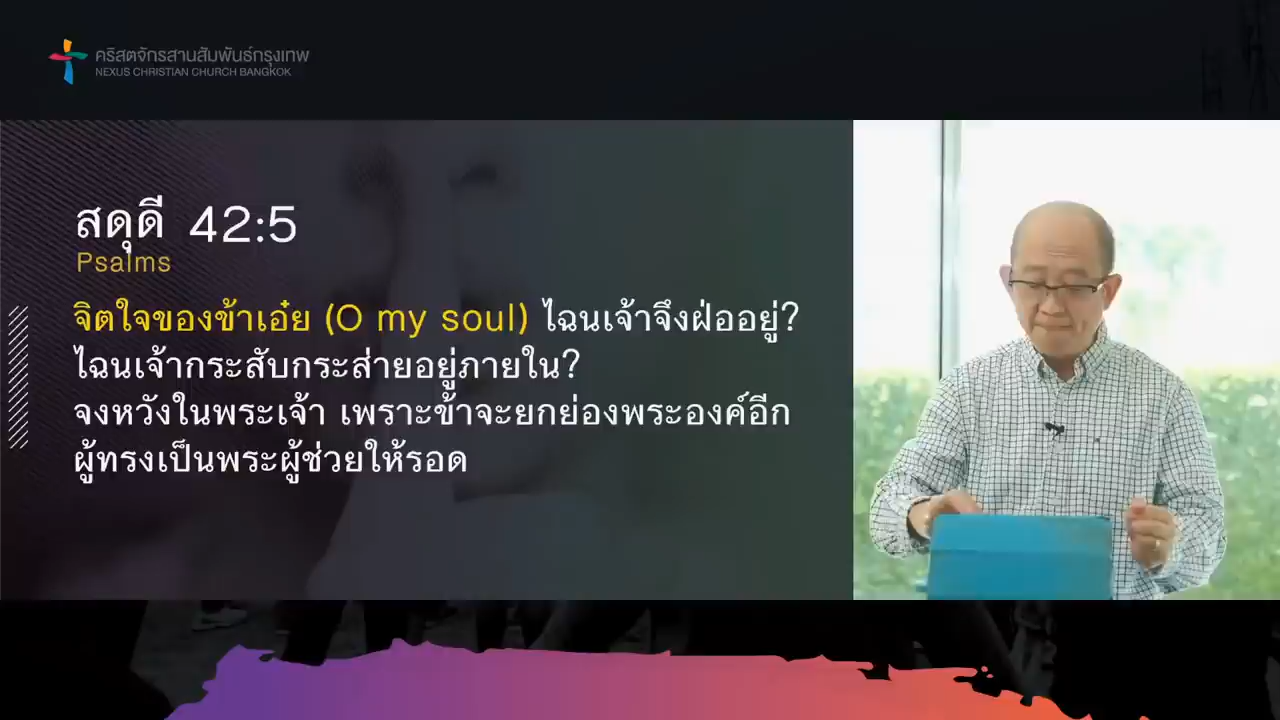 คริสตจักรสานสัมพันธ์กรุงเทพ
NEXUS CHRISTIAN CHURCH BANGKOK
สดุดี 42:5
Psalms
จิตใจของข้าเอ๋ย (O my soul) ไฉนเจ้าจึงฝ่ออยู่?
ไฉนเจ้ากระสับกระส่ายอยู่ภายใน?
จงหวังในพระเจ้า เพราะข้าจะยกย่องพระองค์อีก
ผู้ทรงเป็นพระผู้ช่วยให้รอด